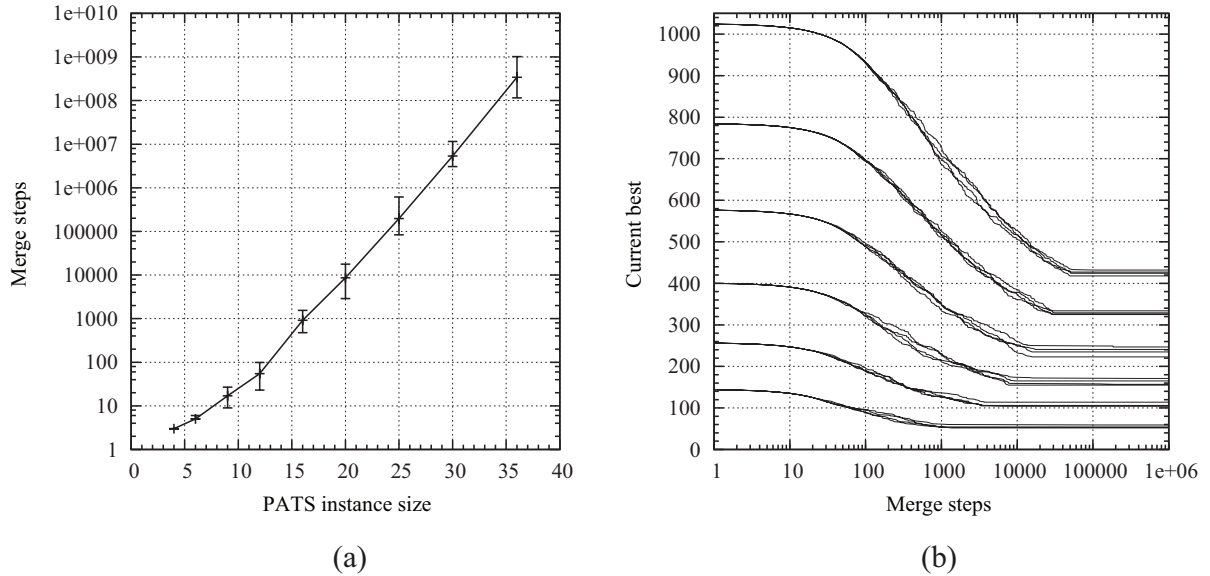 1e+010
1e+009
1e+008
1e+007
1e+006
100000
10000
1000
100
10
1
Merge steps
0 5 10 15 20 25 30 35 40
PATS instance size
(a)
1000
900
800
700
600
500
400
300
200
100
0
Current best
1 10 100 1000 10000 100000 1e+06
Merge steps
(b)